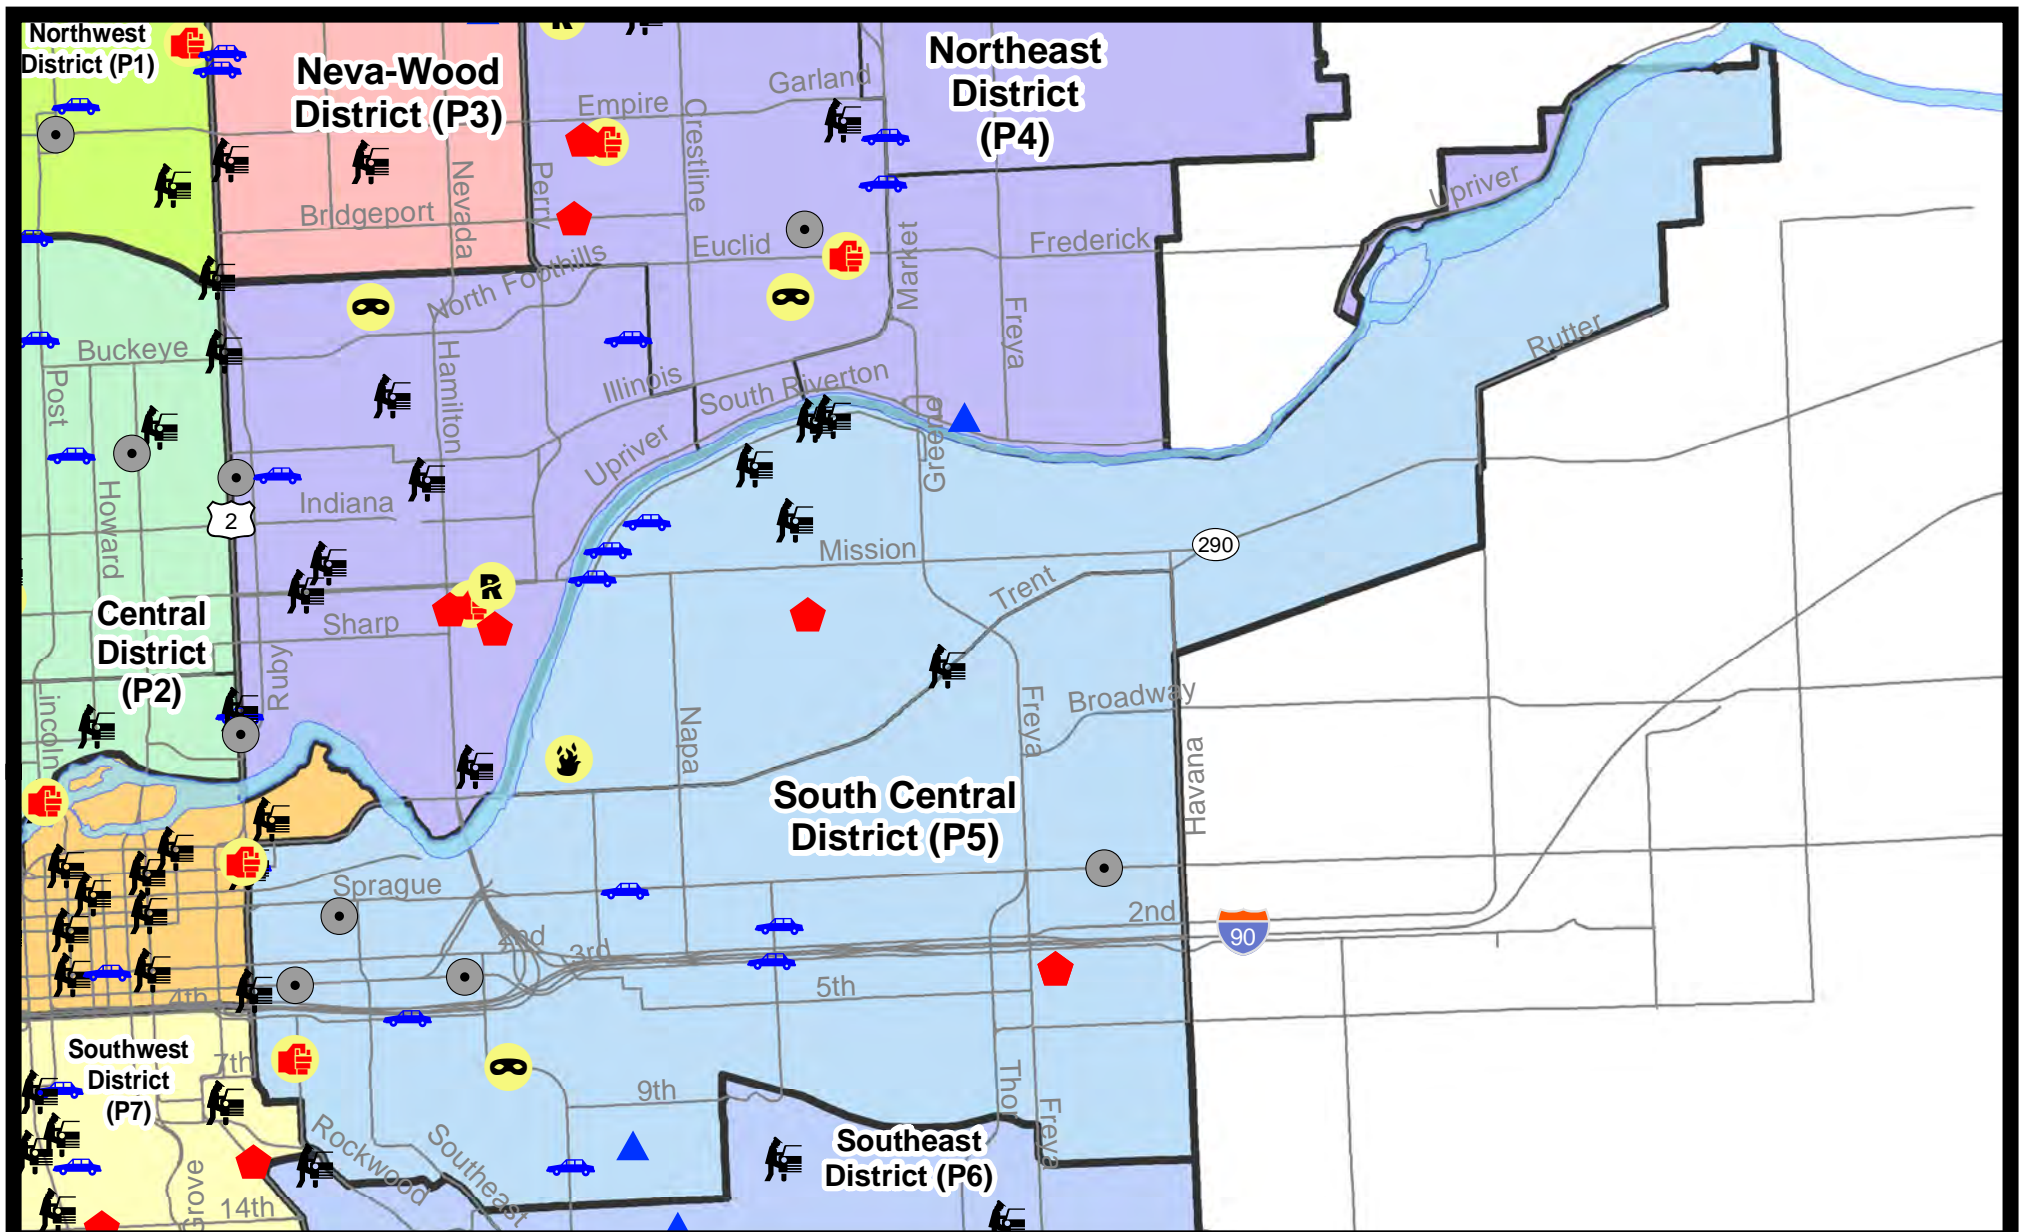 Northwest
District (P1)
Neva-Wood
District (P3)
Northeast
District
(P4)
Garland
Empire
Crestline
Nevada
Perry
Bridgeport
Upriver
Euclid
Frederick
North Foothills
Market
Freya
Rutter
Buckeye
Post
Hamilton
Illinois
South Riverton
Greene
Upriver
Howard
Indiana
2
Mission
290
Trent
Central
District
(P2)
Sharp
Ruby
Lincoln
Napa
Freya
Broadway
Havana
South Central
District (P5)
Sprague
2nd
2nd
3rd
90
4th
5th
Southwest
District
(P7)
7th
9th
Thor
Freya
Rockwood
Southeast
Southeast
District (P6)
Grove
14th